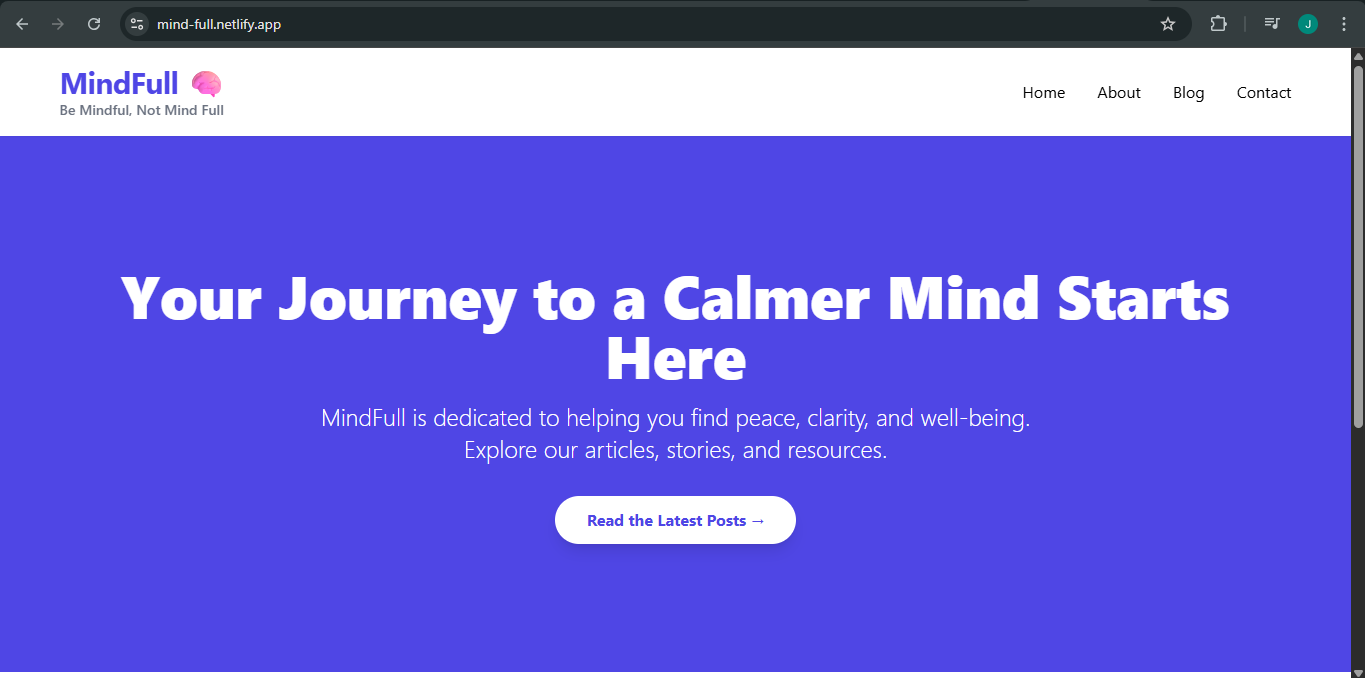 mind-full.netlify.app
J
MindFull 🧠
Be Mindful, Not Mind Full
Home About Blog Contact
Your Journey to a Calmer Mind Starts
Here
MindFull is dedicated to helping you find peace, clarity, and well-being.
Explore our articles, stories, and resources.
Read the Latest Posts →